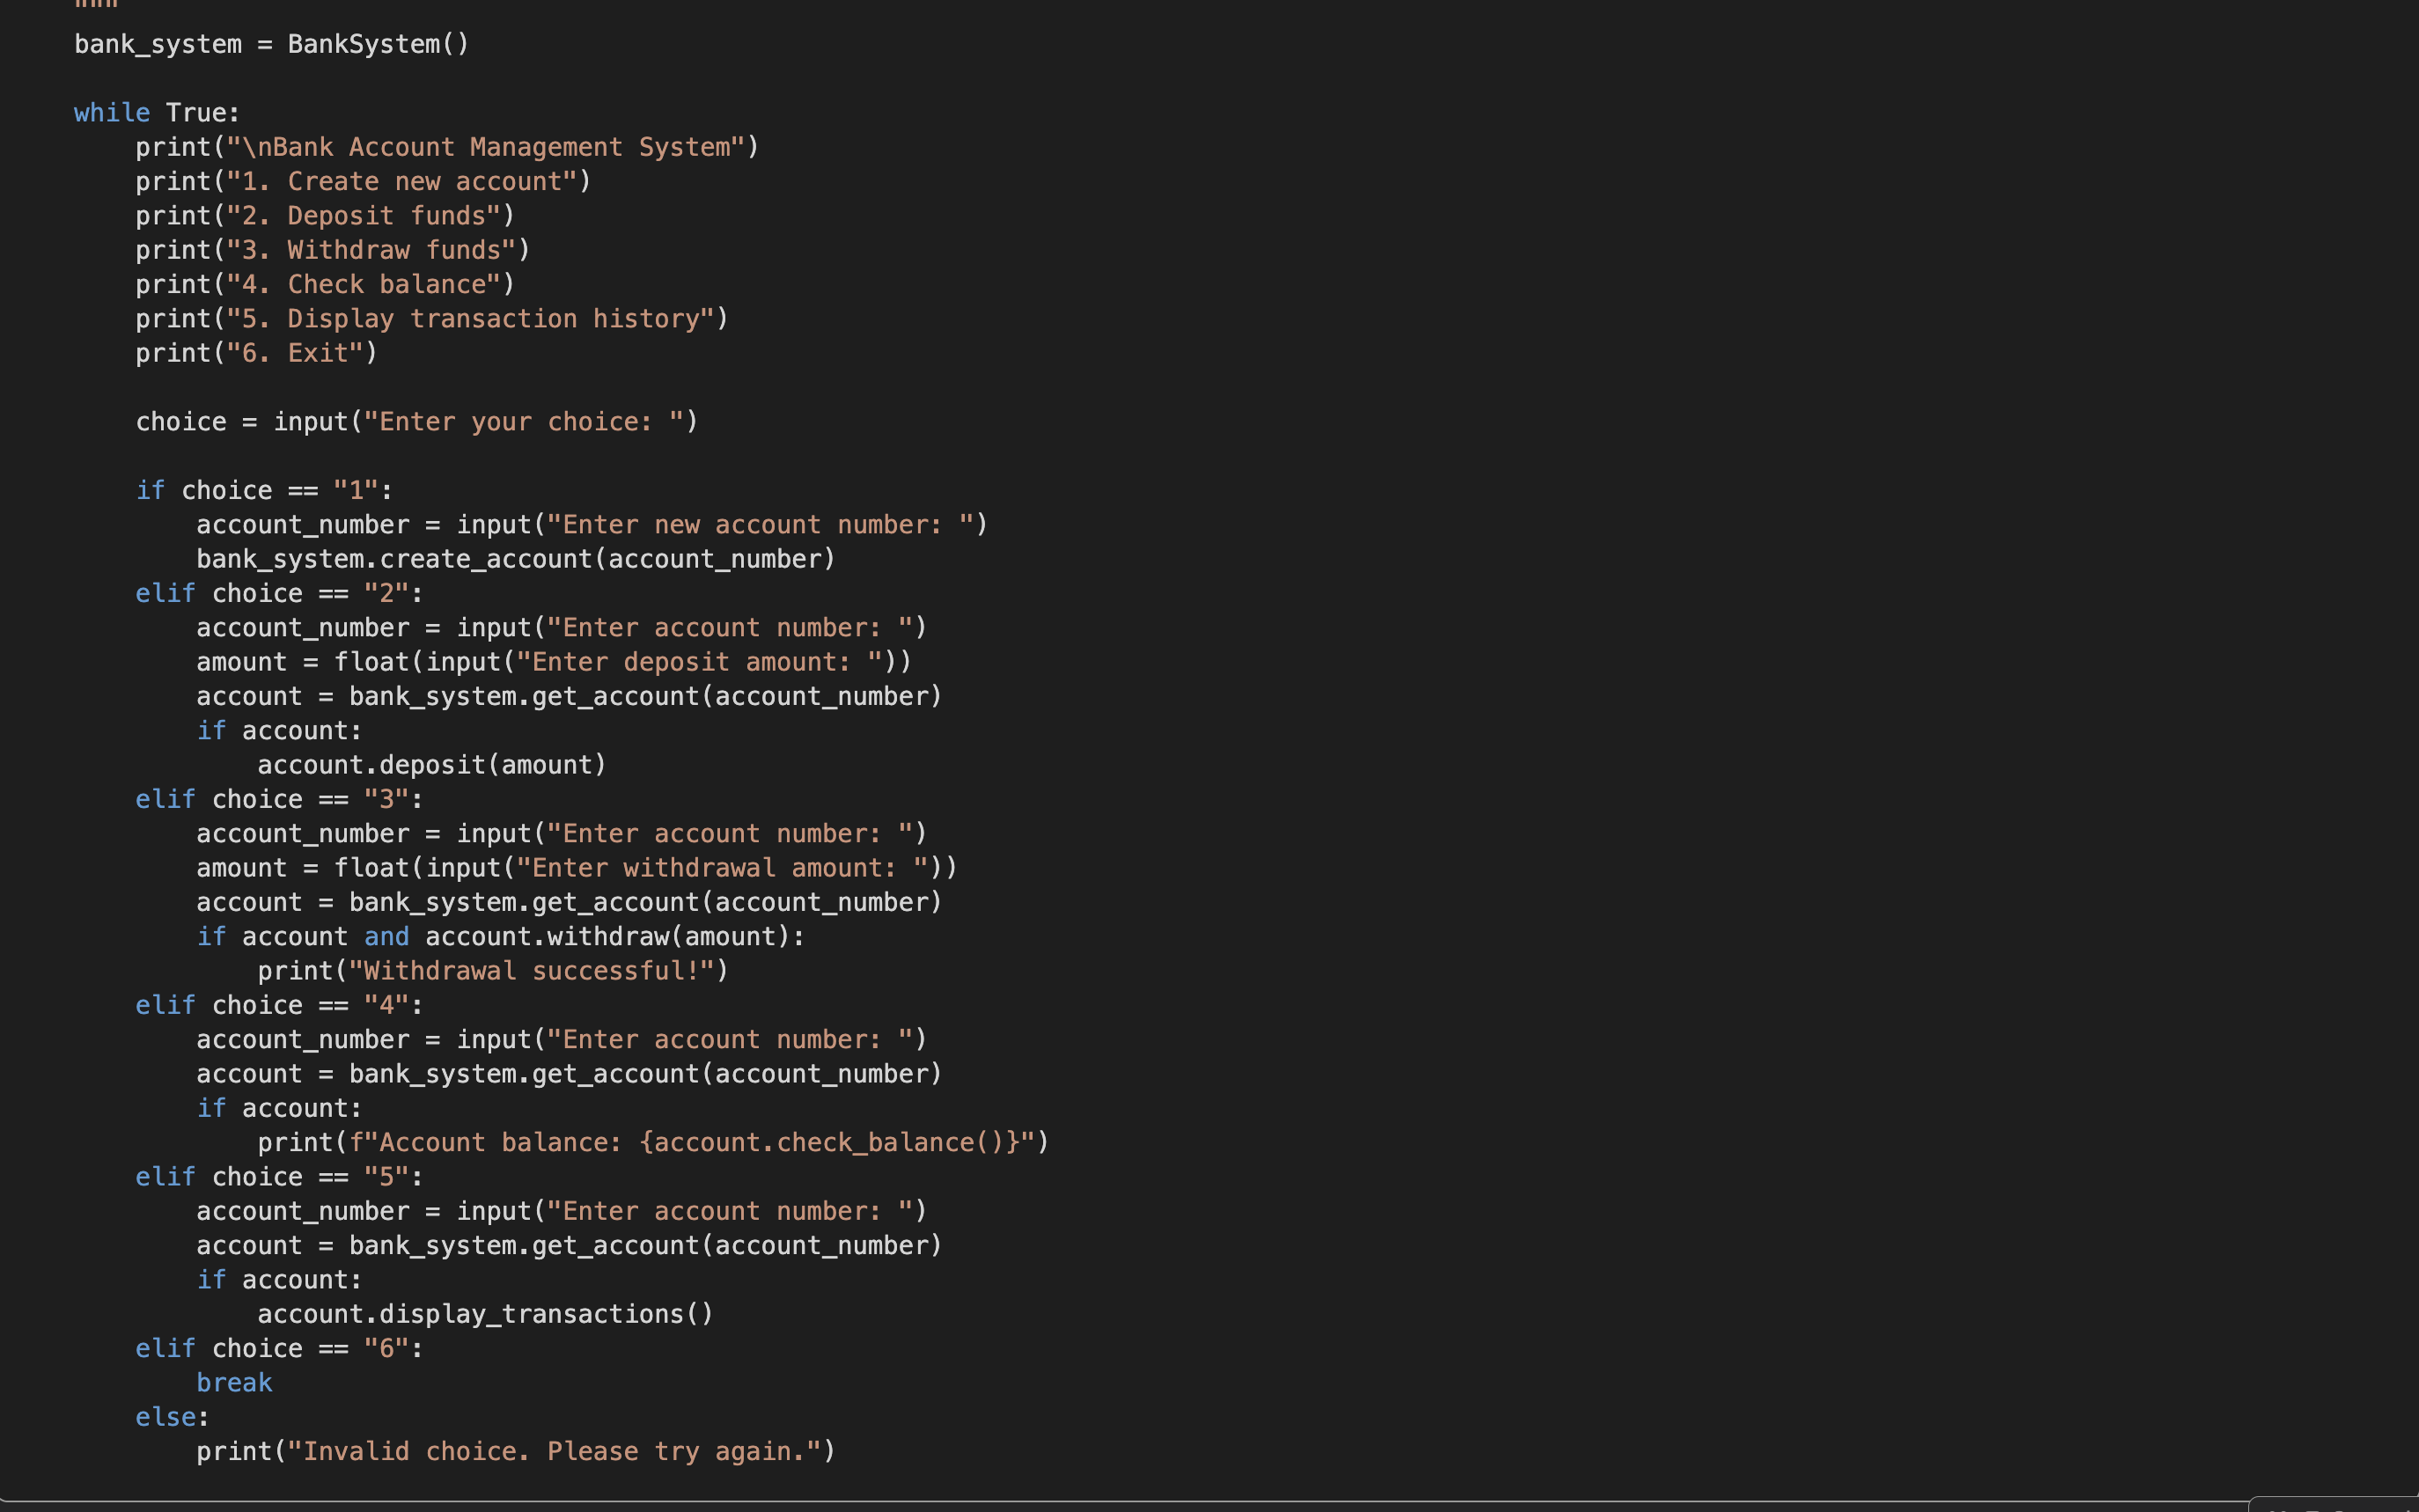 """
bank_system = BankSystem()
while True:
print("\nBank Account Management System")
print("1. Create new account")
print("2. Deposit funds")
print("3. Withdraw funds")
print("4. Check balance")
print("5. Display transaction history")
print("6. Exit")
choice = input("Enter your choice: ")
if choice == "1":
account_number = input("Enter new account number: ")
bank_system.create_account(account_number)
elif choice == "2":
account_number = input("Enter account number: ")
amount = float(input("Enter deposit amount: "))
account = bank_system.get_account(account_number)
if account:
account.deposit(amount)
elif choice == "3":
account_number = input("Enter account number: ")
amount = float(input("Enter withdrawal amount: "))
account = bank_system.get_account(account_number)
if account and account.withdraw(amount):
print("Withdrawal successful!")
elif choice == "4":
account_number = input("Enter account number: ")
account = bank_system.get_account(account_number)
if account:
print(f"Account balance: {account.check_balance()}")
elif choice == "5":
account_number = input("Enter account number: ")
account = bank_system.get_account(account_number)
if account:
account.display_transactions()
elif choice == "6":
break
else:
print("Invalid choice. Please try again.")